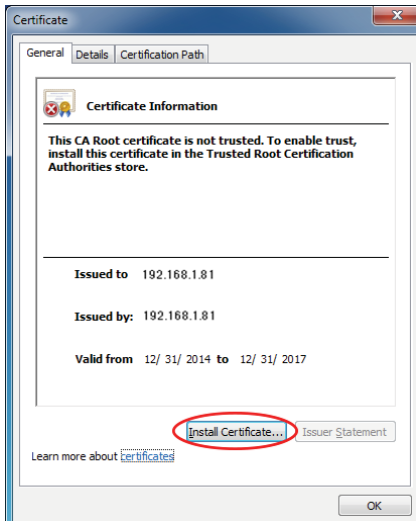 Certificate
x
General Details Certification Path
Certificate Information
This CA Root certificate is not trusted. To enable trust,
install this certificate in the Trusted Root Certification
Authorities store.
Issued to 192.168.1.81
Issued by: 192.168.1.81
Valid from 12/ 31/ 2014 to 12/ 31/ 2017
Install Certificate... Issuer Statement
Learn more about certificates
OK